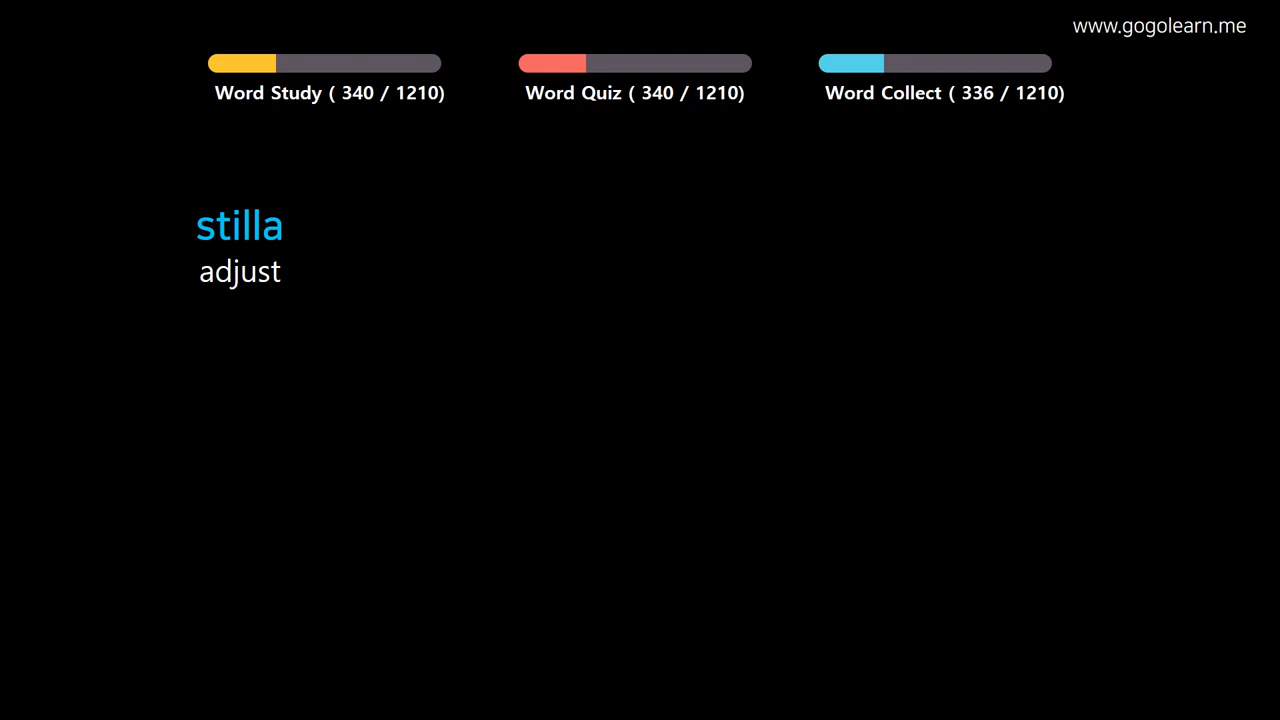 www.gogolearn.me
Word Study ( 340 / 1210)
Word Quiz ( 340 / 1210)
Word Collect ( 336 / 1210)
stilla
adjust